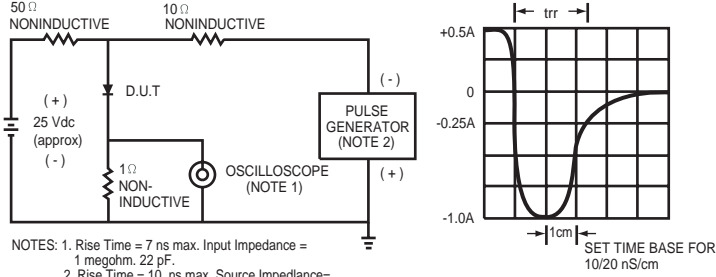 50 Ω
NONINDUCTIVE
10 Ω
NONINDUCTIVE
( + )
25 Vdc
(approx)
( - )
D.U.T
1 Ω
NON-
INDUCTIVE
OSCILLOSCOPE
(NOTE 1)
( - )
PULSE
GENERATOR
(NOTE 2)
( + )
NOTES: 1. Rise Time = 7 ns max. Input Impedance =
1 megohm. 22 pF.
2. Rise Time = 10 ns max. Source Impedlance=
trr
+0.5A
0
-0.25A
-1.0A
1cm
SET TIME BASE FOR
10/20 nS/cm